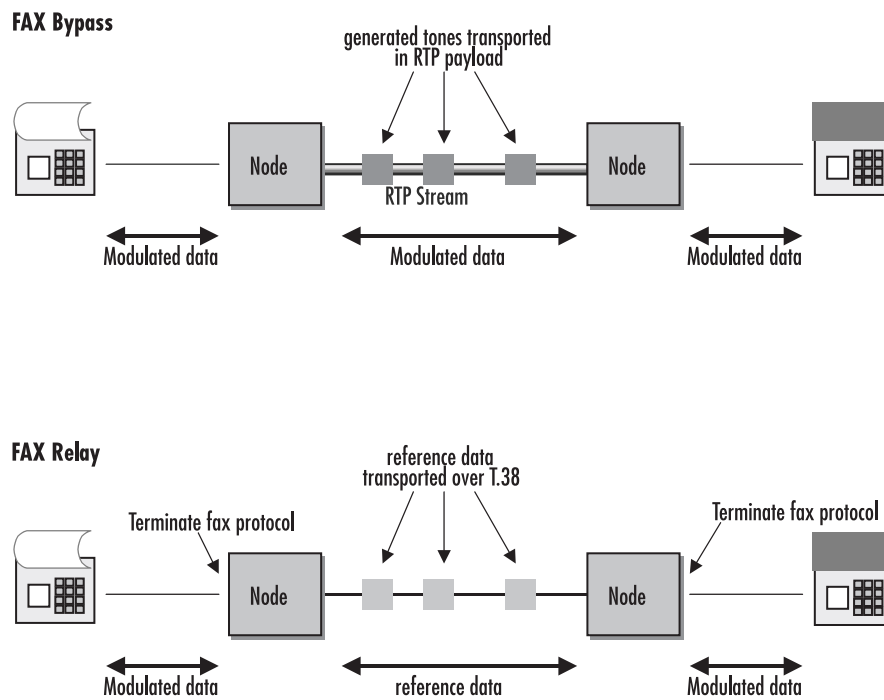 FAX Bypass
generated tones transported
in RTP payload
Node
Node
RTP Stream
Modulated data
Modulated data
Modulated data
FAX Relay
reference data
transported over T.38
Terminate fax protocol
Terminate fax protocol
Node
Node
Modulated data
reference data
Modulated data